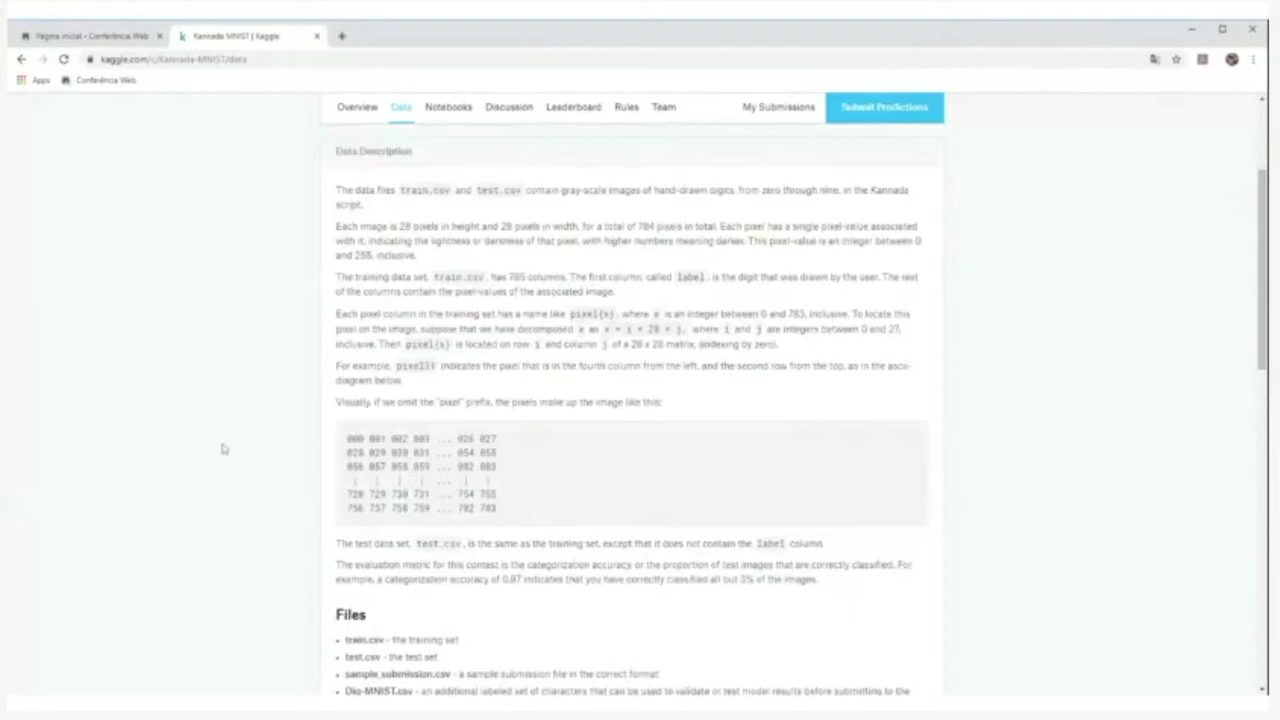 Página inicial - Conferência Web
Kannada MNIST | Kaggle
kaggle.com/c/Kannada-MNIST/data
Apps Conferência Web
Overview Data Notebooks Discussion Leaderboard Rules Team My Submissions Submit Predictions
Data Description
The data files train.csv and test.csv contain gray-scale images of hand-drawn digits, from zero through nine, in the Kannada
script.
Each image is 28 pixels in height and 28 pixels in width, for a total of 784 pixels in total. Each pixel has a single pixel-value associated
with it, indicating the lightness or darkness of that pixel, with higher numbers meaning darker. This pixel-value is an integer between 0
and 255, inclusive.
The training data set, train.csv, has 785 columns. The first column, called label, is the digit that was drawn by the user. The rest
of the columns contain the pixel-values of the associated image.
Each pixel column in the training set has a name like pixel{x}, where x is an integer between 0 and 783, inclusive. To locate this
pixel on the image, suppose that we have decomposed x as x = i * 28 + j, where i and j are integers between 0 and 27,
inclusive. Then pixel{x} is located on row i and column j of a 28 x 28 matrix, (indexing by zero).
For example, pixel31 indicates the pixel that is in the fourth column from the left, and the second row from the top, as in the ascii-
diagram below.
Visually, if we omit the "pixel" prefix, the pixels make up the image like this:
000 001 002 003 ... 026 027
028 029 030 031 ... 054 055
056 057 058 059 ... 082 083
| | | | ... | |
728 729 730 731 ... 754 755
756 757 758 759 ... 782 783
The test data set, test.csv, is the same as the training set, except that it does not contain the label column.
The evaluation metric for this contest is the categorization accuracy, or the proportion of test images that are correctly classified. For
example, a categorization accuracy of 0.97 indicates that you have correctly classified all but 3% of the images.
Files
• train.csv - the training set
• test.csv - the test set
• sample_submission.csv - a sample submission file in the correct format
• Dig-MNIST.csv - an additional labeled set of characters that can be used to validate or test model results before submitting to the